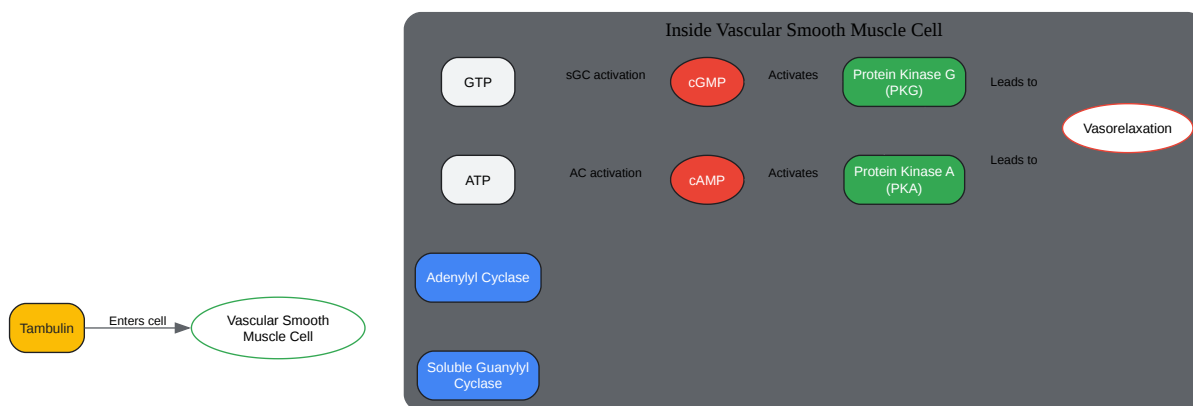 Inside Vascular Smooth Muscle Cell
GTP
sGC activation
cGMP
Activates
Protein Kinase G
(PKG)
Leads to
Vasorelaxation
ATP
AC activation
cAMP
Activates
Protein Kinase A
(PKA)
Leads to
Adenylyl Cyclase
Tambulin
Enters cell
Vascular Smooth
Muscle Cell
Soluble Guanylyl
Cyclase